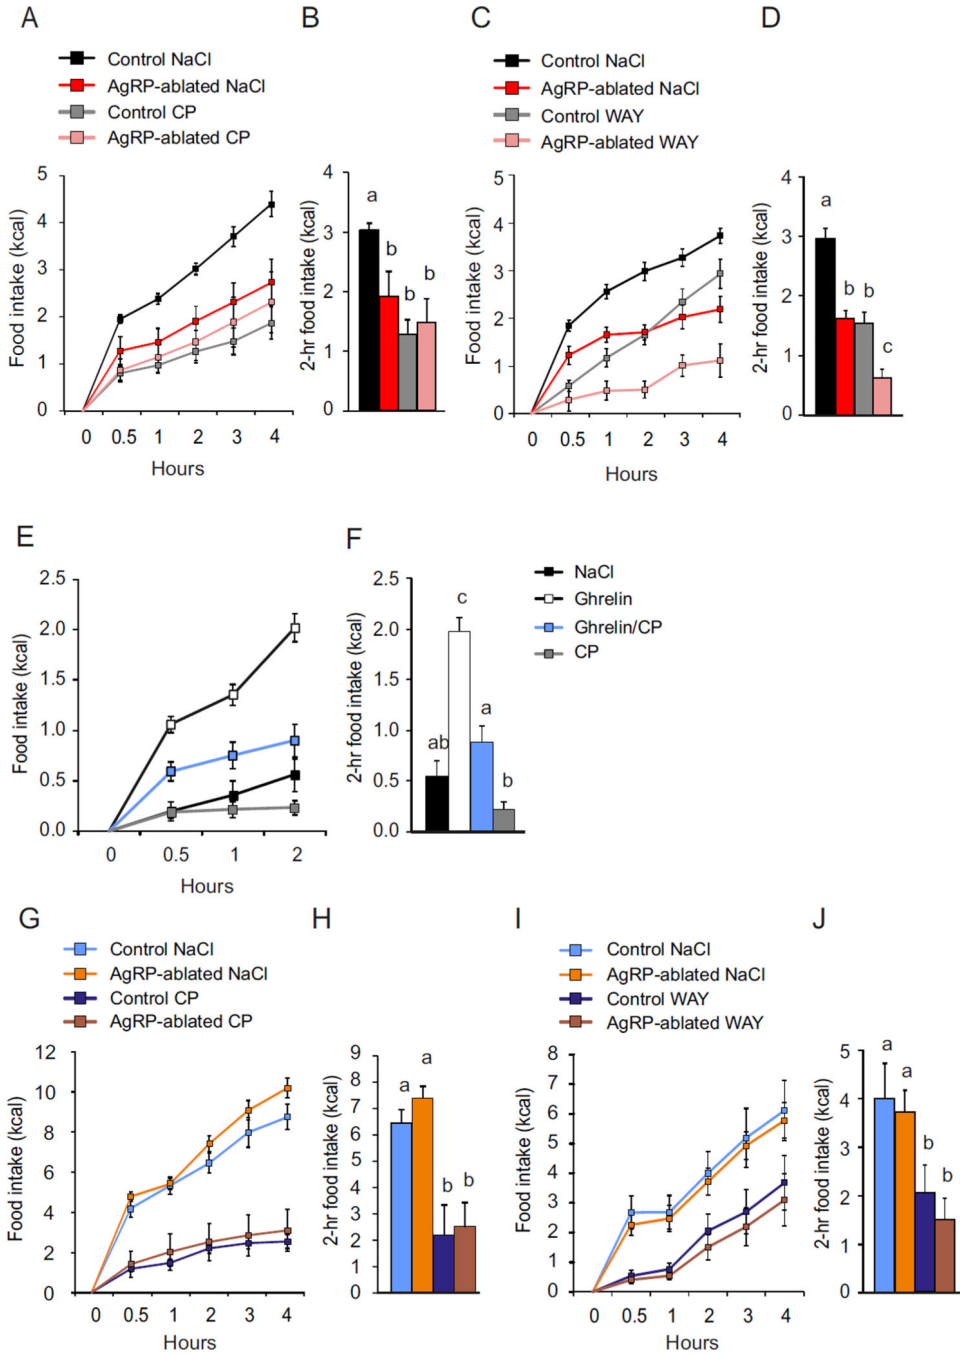 A
B
C
D
Control NaCl
AgRP-ablated NaCl
Control CP
AgRP-ablated CP
Control NaCl
AgRP-ablated NaCl
Control WAY
AgRP-ablated WAY
Food intake (kcal)
5
4
3
2
1
0
0 0.5 1 2 3 4
Hours
2-hr food intake (kcal)
4
3
2
1
0
a
b
b
b
Food intake (kcal)
5
4
3
2
1
0
0 0.5 1 2 3 4
Hours
2-hr food intake (kcal)
4
3
2
1
0
a
b
b
c
E
F
Food intake (kcal)
2.5
2.0
1.5
1.0
0.5
0.0
0 0.5 1 2
Hours
2-hr food intake (kcal)
2.5
2.0
1.5
1.0
0.5
0.0
ab
c
a
b
NaCl
Ghrelin
Ghrelin/CP
CP
G
H
I
J
Control NaCl
AgRP-ablated NaCl
Control CP
AgRP-ablated CP
Control NaCl
AgRP-ablated NaCl
Control WAY
AgRP-ablated WAY
Food intake (kcal)
12
10
8
6
4
2
0
0 0.5 1 2 3 4
Hours
2-hr food intake (kcal)
9
8
7
6
5
4
3
2
1
0
a
a
b
b
Food intake (kcal)
8
7
6
5
4
3
2
1
0
0 0.5 1 2 3 4
Hours
2-hr food intake (kcal)
5
4
3
2
1
0
a
a
b
b